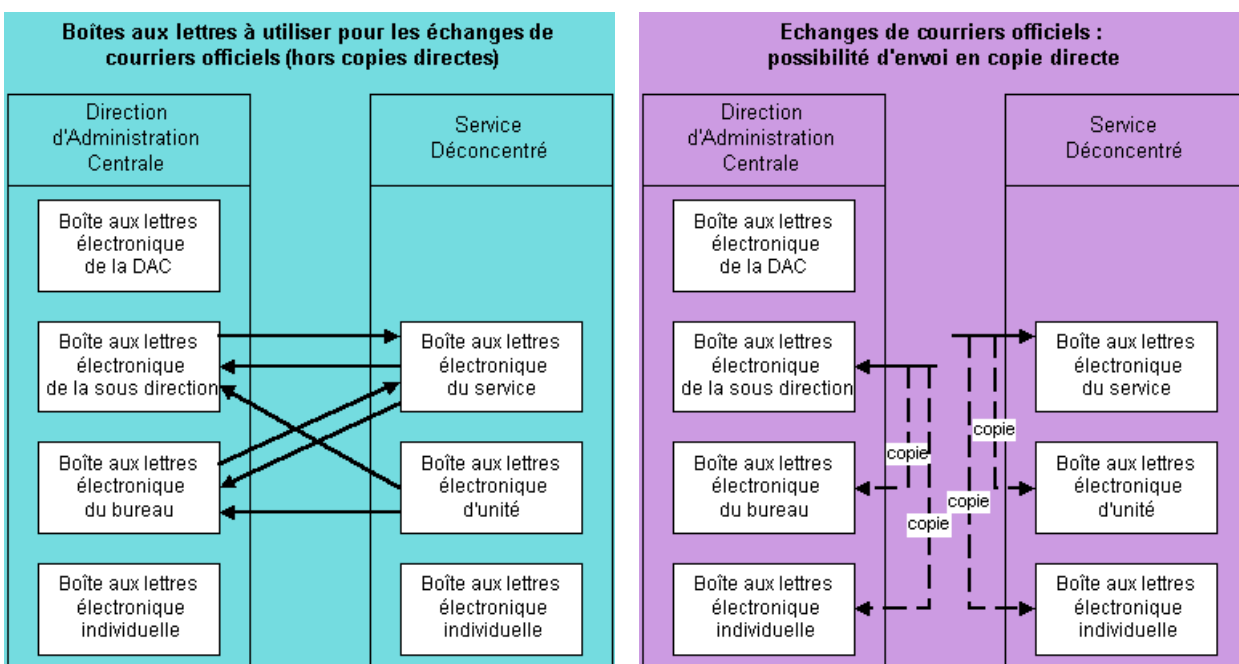 Boîtes aux lettres à utiliser pour les échanges de
courriers officiels (hors copies directes)
Direction
d'Administration
Centrale
Service
Déconcentré
Boîte aux lettres
électronique
de la DAC
Boîte aux lettres
électronique
de la sous direction
Boîte aux lettres
électronique
du service
Boîte aux lettres
électronique
du bureau
Boîte aux lettres
électronique
d'unité
Boîte aux lettres
électronique
individuelle
Boîte aux lettres
électronique
individuelle
Echanges de courriers officiels :
possibilité d'envoi en copie directe
Direction
d'Administration
Centrale
Service
Déconcentré
Boîte aux lettres
électronique
de la DAC
Boîte aux lettres
électronique
de la sous direction
Boîte aux lettres
électronique
du service
copie
copie
Boîte aux lettres
électronique
du bureau
copie
copie
Boîte aux lettres
électronique
d'unité
Boîte aux lettres
électronique
individuelle
Boîte aux lettres
électronique
individuelle